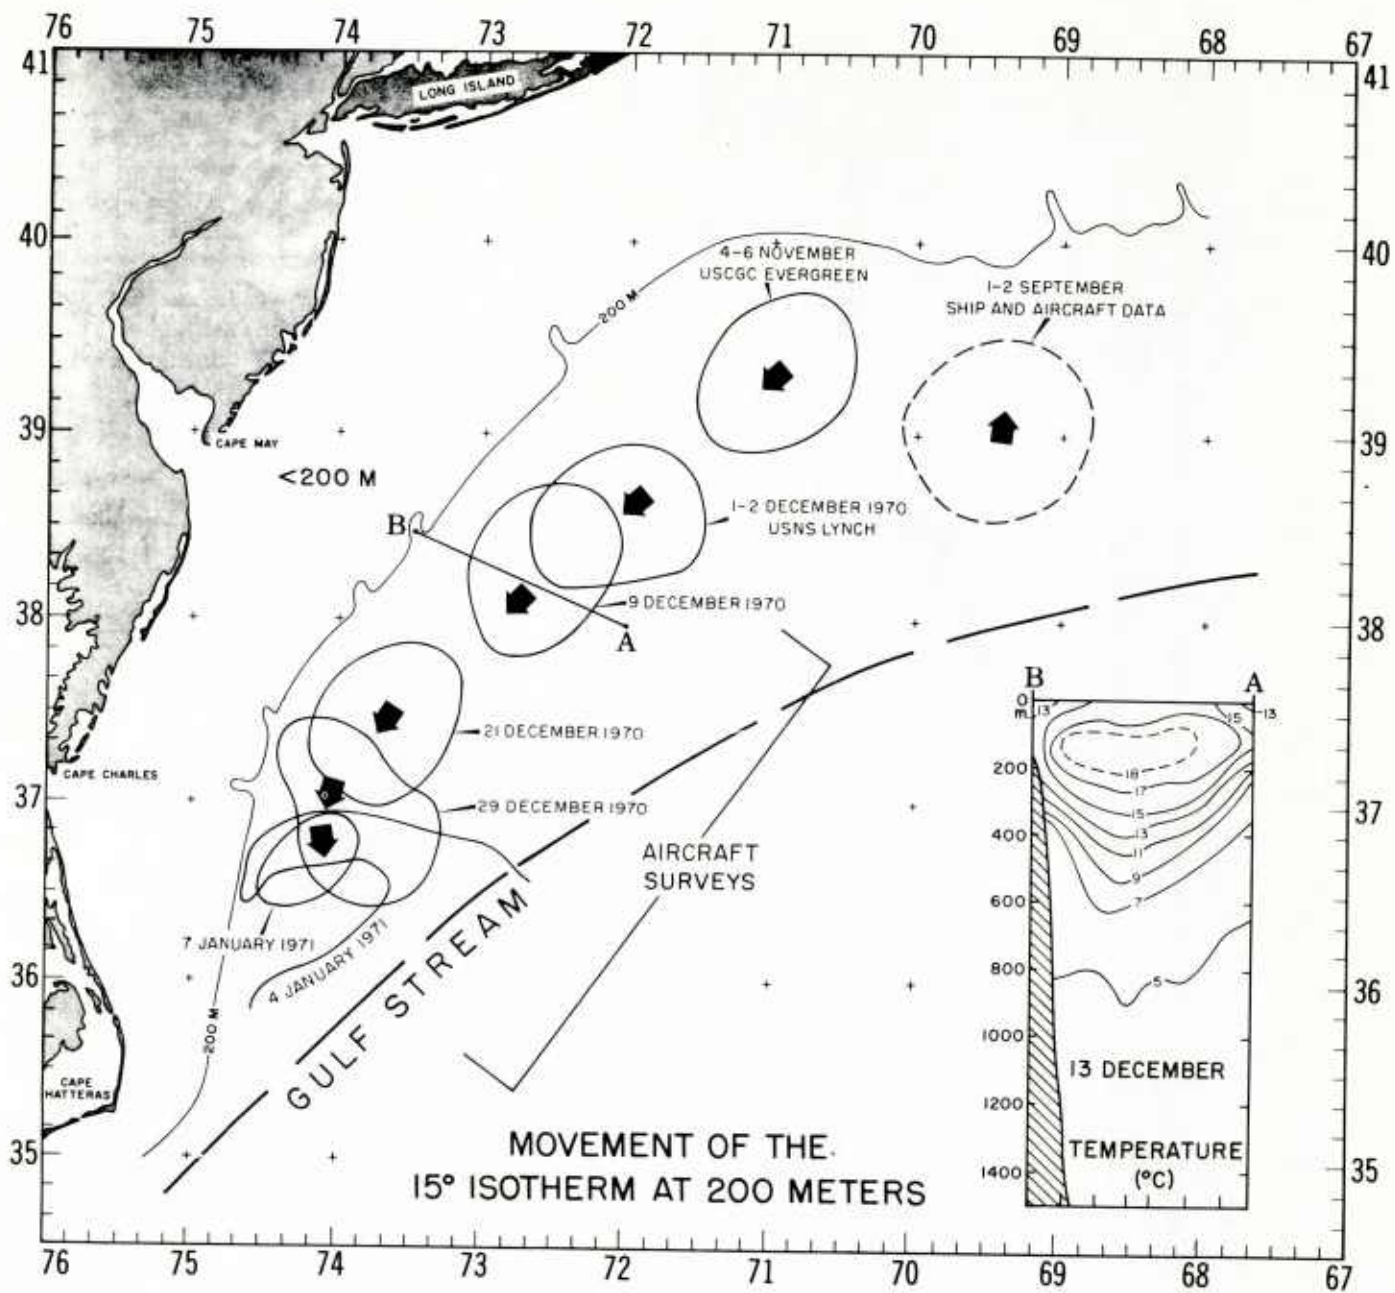 76 75 74 73 72 71 70 69 68 67
41 41
LONG ISLAND
40 40
4-6 NOVEMBER
USCGC EVERGREEN
1-2 SEPTEMBER
SHIP AND AIRCRAFT DATA
200 M
39 39
CAPE MAY
<200 M
1-2 DECEMBER 1970
USNS LYNCH
B
9 DECEMBER 1970
A
38 38
21 DECEMBER 1970
CAPE CHARLES
29 DECEMBER 1970
37 37
AIRCRAFT
SURVEYS
7 JANUARY 1971
4 JANUARY 1971
36 36
GULF STREAM
200 M
CAPE
HATTERAS
35 35
B A
0
m.
13 15 13
200
18
17
15
400
13
11
9
600
7
800
5
1000
13 DECEMBER
1200
TEMPERATURE
1400
(°C)
MOVEMENT OF THE
15° ISOTHERM AT 200 METERS
76 75 74 73 72 71 70 69 68 67